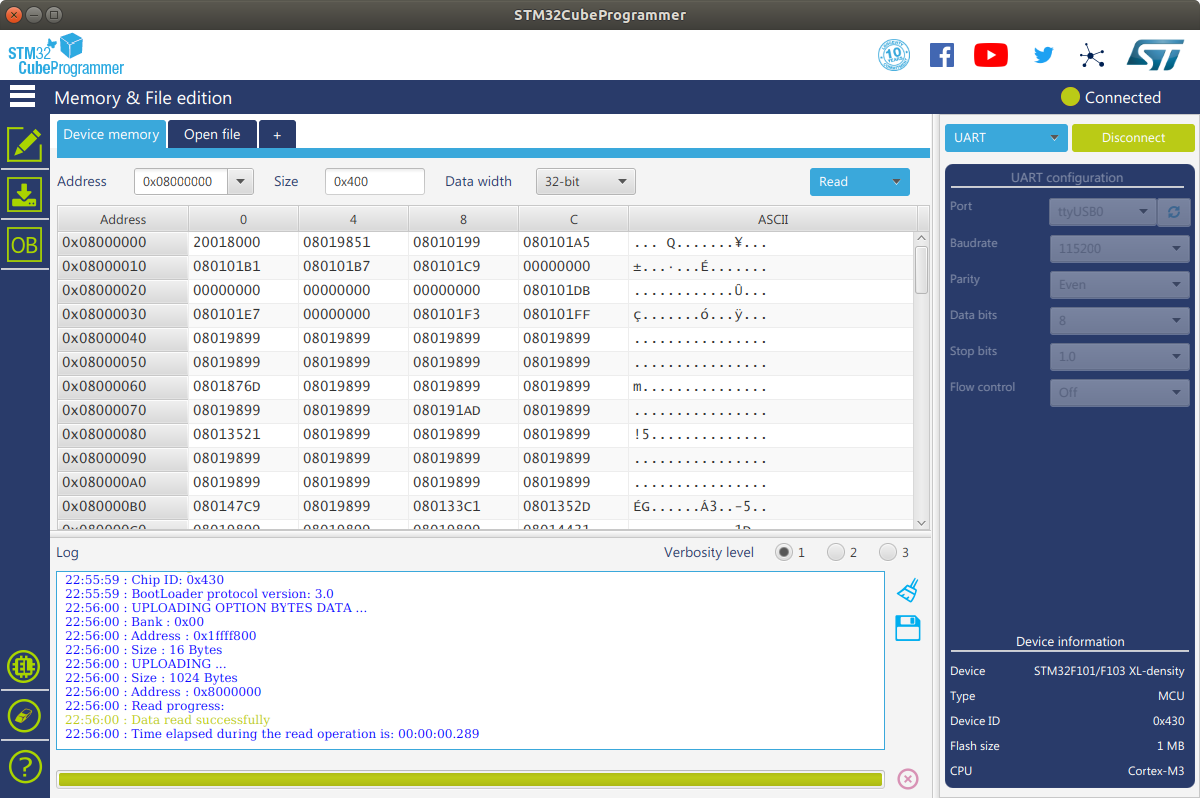 STM32CubeProgrammer
STM32
CubeProgrammer
10
YEARS
Memory & File edition
Connected
Device memory
Open file
+
UART
Disconnect
Address
0x08000000
Size
0x400
Data width
32-bit
Read
UART configuration
Port
ttyUSB0
Baudrate
115200
Parity
Even
Data bits
8
Stop bits
1.0
Flow control
Off
OB
Address 0 4 8 C ASCII
0x08000000 20018000 08019851 08010199 080101A5 ... Q.......¥...
0x08000010 080101B1 080101B7 080101C9 00000000 ±...·...É.......
0x08000020 00000000 00000000 00000000 080101DB ............Û...
0x08000030 080101E7 00000000 080101F3 080101FF ç.......ó...ÿ...
0x08000040 08019899 08019899 08019899 08019899 ................
0x08000050 08019899 08019899 08019899 08019899 ................
0x08000060 0801876D 08019899 08019899 08019899 m...............
0x08000070 08019899 08019899 080191AD 08019899 ................
0x08000080 08013521 08019899 08019899 08019899 !5..............
0x08000090 08019899 08019899 08019899 08019899 ................
0x080000A0 08019899 08019899 08019899 08019899 ................
0x080000B0 080147C9 08019899 080133C1 0801352D ÉG......Á3..-5..
0x080000C0 08019899 08019899 08019899 08014431
Log
Verbosity level 1 2 3
22:55:59 : Chip ID: 0x430
22:55:59 : BootLoader protocol version: 3.0
22:56:00 : UPLOADING OPTION BYTES DATA ...
22:56:00 : Bank : 0x00
22:56:00 : Address : 0x1ffff800
22:56:00 : Size : 16 Bytes
22:56:00 : UPLOADING ...
22:56:00 : Size : 1024 Bytes
22:56:00 : Address : 0x8000000
22:56:00 : Read progress:
22:56:00 : Data read successfully
22:56:00 : Time elapsed during the read operation is: 00:00:00.289
Device information
Device STM32F101/F103 XL-density
Type MCU
Device ID 0x430
Flash size 1 MB
CPU Cortex-M3